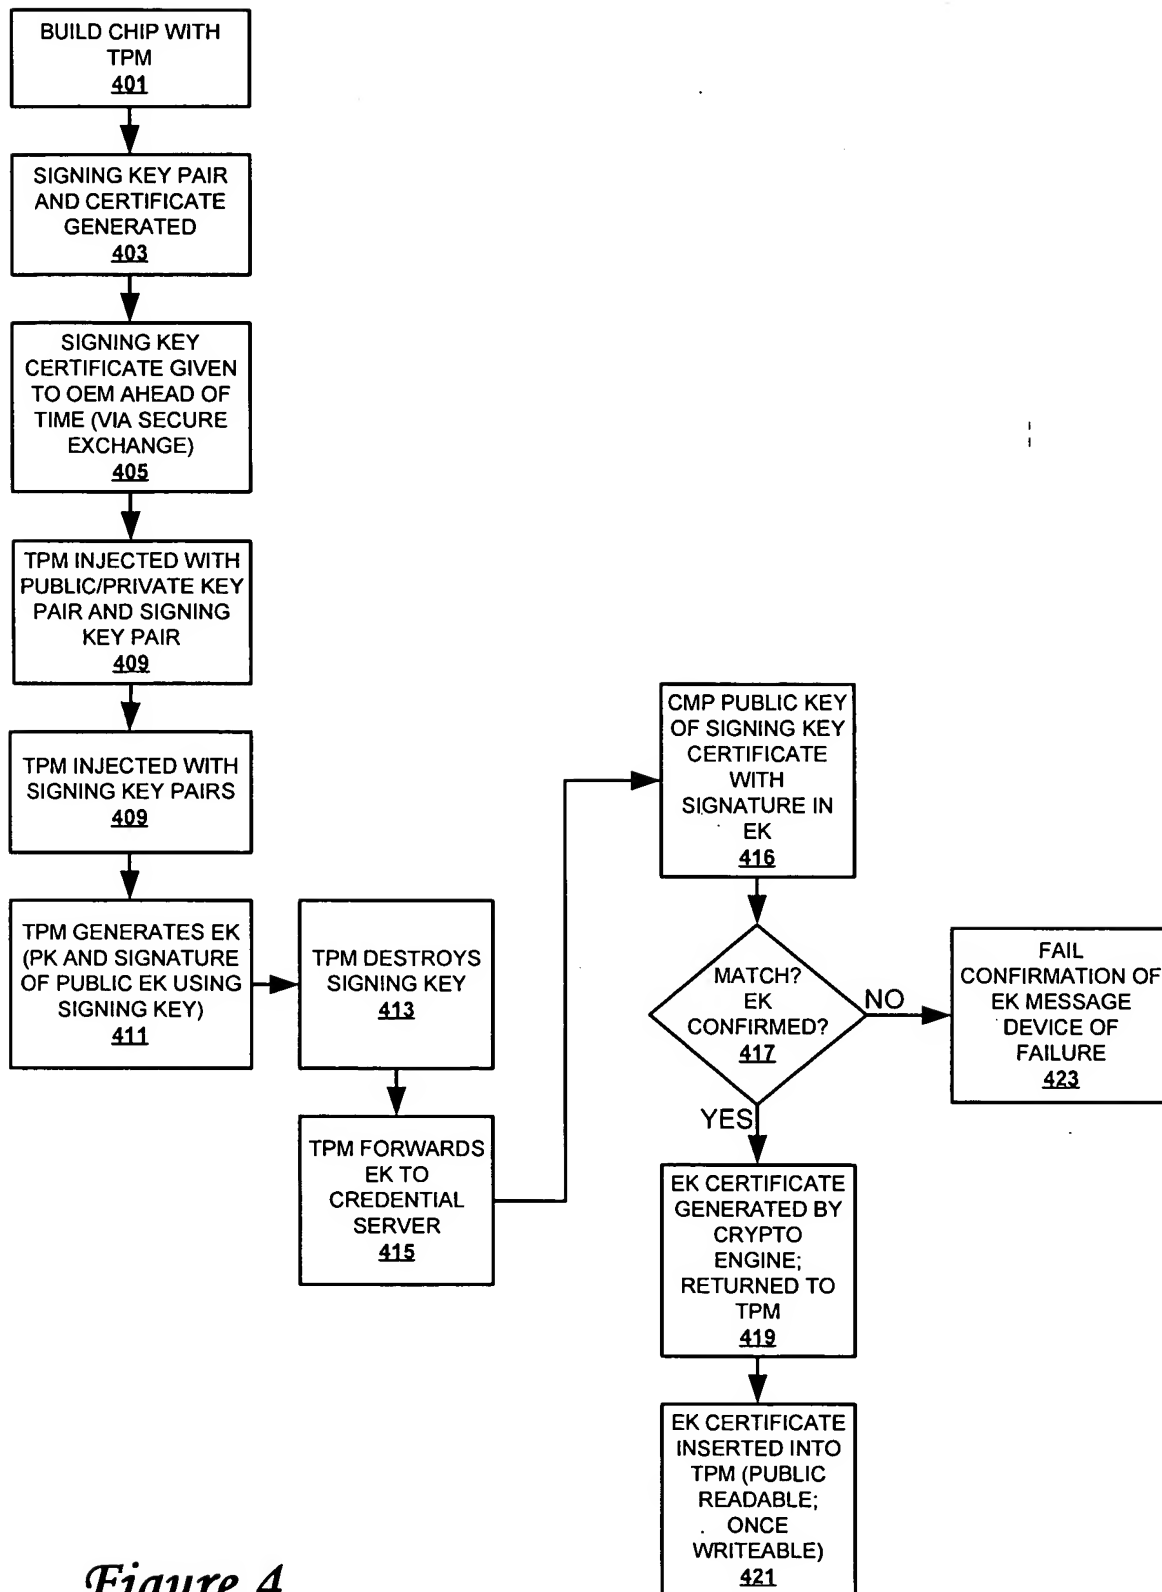 BUILD CHIP WITH
TPM
401
SIGNING KEY PAIR
AND CERTIFICATE
GENERATED
403
SIGNING KEY
CERTIFICATE GIVEN
TO OEM AHEAD OF
TIME (VIA SECURE
EXCHANGE)
405
TPM INJECTED WITH
PUBLIC/PRIVATE KEY
PAIR AND SIGNING
KEY PAIR
409
TPM INJECTED WITH
SIGNING KEY PAIRS
409
TPM GENERATES EK
(PK AND SIGNATURE
OF PUBLIC EK USING
SIGNING KEY)
411
TPM DESTROYS
SIGNING KEY
413
TPM FORWARDS
EK TO
CREDENTIAL
SERVER
415
CMP PUBLIC KEY
OF SIGNING KEY
CERTIFICATE
WITH
SIGNATURE IN
EK
416
MATCH?
EK
CONFIRMED?
417
NO
FAIL
CONFIRMATION OF
EK MESSAGE
DEVICE OF
FAILURE
423
YES
EK CERTIFICATE
GENERATED BY
CRYPTO
ENGINE;
RETURNED TO
TPM
419
EK CERTIFICATE
INSERTED INTO
TPM (PUBLIC
READABLE;
ONCE
WRITEABLE)
421
Figure 4